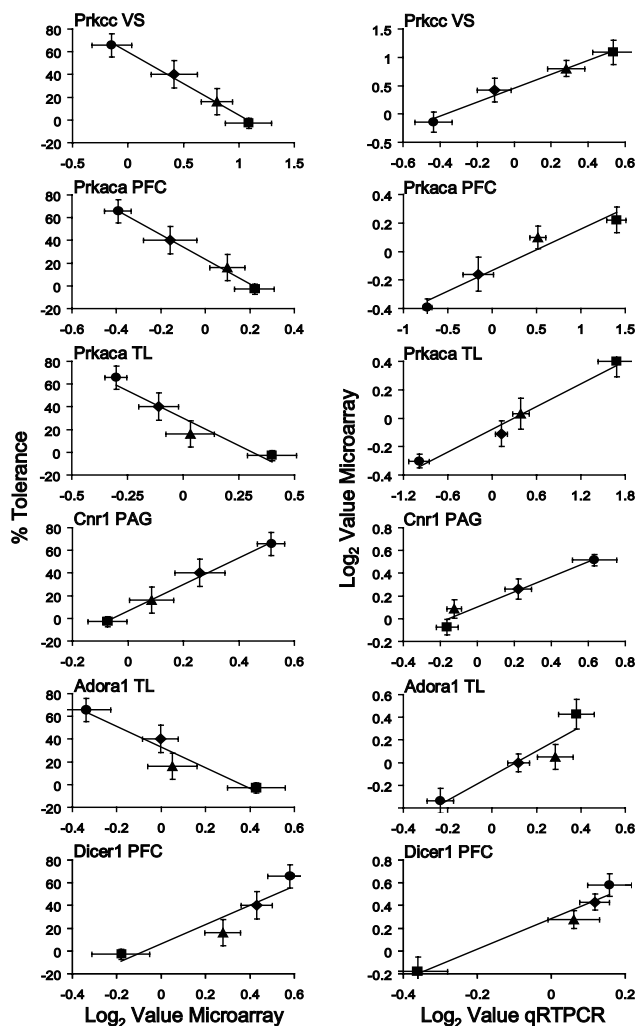 Prkcc VS
80
60
40
20
0
-20
-0.5 0 0.5 1 1.5
Prkcc VS
1.5
1
0.5
0
-0.5
-0.6 -0.4 -0.2 0 0.2 0.4 0.6
Prkaca PFC
80
60
40
20
0
-20
-0.6 -0.4 -0.2 0 0.2 0.4
Prkaca PFC
0.4
0.2
0
-0.2
-0.4
-1 -0.5 0 0.5 1 1.5
Prkaca TL
80
60
40
20
0
-20
-0.5 -0.25 0 0.25 0.5
Prkaca TL
0.4
0.2
0
-0.2
-0.4
-1.2 -0.6 0 0.6 1.2 1.8
% Tolerance
Log2 Value Microarray
Cnr1 PAG
80
60
40
20
0
-20
-0.2 0 0.2 0.4 0.6
Cnr1 PAG
0.8
0.6
0.4
0.2
0
-0.2
-0.4 -0.2 0 0.2 0.4 0.6 0.8
Adora1 TL
80
60
40
20
0
-20
-0.4 -0.2 0 0.2 0.4 0.6
Adora1 TL
0.6
0.4
0.2
0
-0.2
-0.4
-0.4 -0.2 0 0.2 0.4 0.6
Dicer1 PFC
80
60
40
20
0
-20
-0.4 -0.2 0 0.2 0.4 0.6
Log2 Value Microarray
Dicer1 PFC
0.8
0.6
0.4
0.2
0
-0.2
-0.4 -0.2 0 0.2
Log2 Value qRTPCR